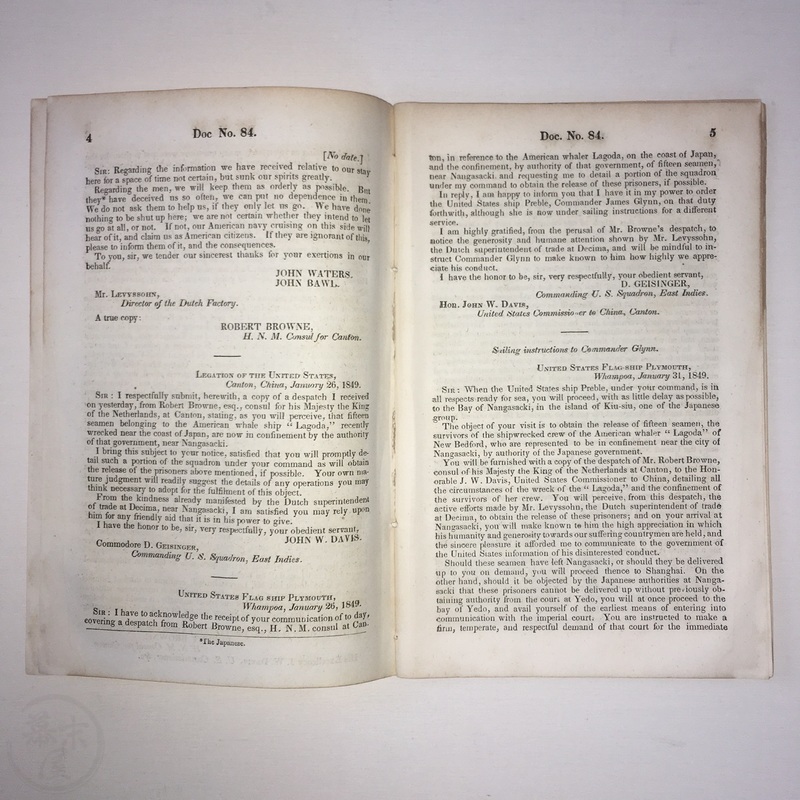 4
Doc No. 84.
[No date.]
SIR: Regarding the information we have received relative to our stay
here for a space of time not certain, but sunk our spirits greatly.
Regarding the men, we will keep them as orderly as possible. But
they* have deceived us so often, we can put no dependence in them.
We do not ask them to help us, if they only let us go. We have done
nothing to be shut up here; we are not certain whether they intend to let
us go at all, or not. If not, our American navy cruising on this side will
hear of it, and claim us as American citizens. If they are ignorant of this,
please to inform them of it, and the consequences.
To you, sir, we tender our sincerest thanks for your exertions in our
behalf.
JOHN WATERS.
JOHN BAWL.
Mr. LEVYSSOHN,
Director of the Dutch Factory.
A true copy:
ROBERT BROWNE,
H. N. M. Consul for Canton.
LEGATION OF THE UNITED STATES,
Canton, China, January 26, 1849.
SIR: I respectfully submit, herewith, a copy of a despatch I received
on yesterday, from Robert Browne, esq., consul for his Majesty the King
of the Netherlands, at Canton, stating, as you will perceive, that fifteen
seamen belonging to the American whale ship "Lagoda," recently
wrecked near the coast of Japan, are now in confinement by the authority
of that government, near Nangasacki.
I bring this subject to your notice, satisfied that you will promptly de-
tail such a portion of the squadron under your command as will obtain
the release of the prisoners above mentioned, if possible. Your own na-
ture judgment will readily suggest the details of any operations you may
think necessary to adopt for the fulfilment of this object.
From the kindness already manifested by the Dutch superintendent
of trade at Decima, near Nangasacki, I am satisfied you may rely upon
him for any friendly aid that it is in his power to give.
I have the honor to be, sir, very respectfully, your obedient servant,
JOHN W. DAVIS.
Commodore D. GEISINGER,
Commanding U. S. Squadron, East Indies.
UNITED STATES FLAG SHIP PLYMOUTH,
Whampoa, January 26, 1849.
SIR: I have to acknowledge the receipt of your communication of to day,
covering a despatch from Robert Browne, esq., H. N. M. consul at Can-
*The Japanese.
Doc. No. 84.
5
ton, in reference to the American whaler Lagoda, on the coast of Japan,
and the confinement, by authority of that government, of fifteen seamen,
near Nangasacki and requesting me to detail a portion of the squadron
under my command to obtain the release of these prisoners, if possible.
In reply, I am happy to inform you that I have it in my power to order
the United States ship Preble, Commander James Glynn, on that duty
forthwith, although she is now under sailing instructions for a different
service.
I am highly gratified, from the perusal of Mr. Browne's despatch, to
notice the generosity and humane attention shown by Mr. Levyssohn,
the Dutch superintendent of trade at Decima, and will be mindful to in-
struct Commander Glynn to make known to him how highly we appre-
ciate his conduct.
I have the honor to be, sir, very respectfully, your obedient servant,
D. GEISINGER,
Commanding U. S. Squadron, East Indies.
Hon. JOHN W. DAVIS,
United States Commissioner to China, Canton.
Sailing instructions to Commander Glynn.
UNITED STATES FLAG-SHIP PLYMOUTH,
Whampoa, January 31, 1849.
SIR: When the United States ship Preble, under your command, is in
all respects ready for sea, you will proceed, with as little delay as possible,
to the Bay of Nangasacki, in the island of Kiu-siu, one of the Japanese
group.
The object of your visit is to obtain the release of fifteen seamen, the
survivors of the shipwrecked crew of the American whaler "Lagoda" of
New Bedford, who are represented to be in confinement near the city of
Nangasacki, by authority of the Japanese government.
You will be furnished with a copy of the despatch of Mr. Robert Browne,
consul of his Majesty the King of the Netherlands at Canton, to the Hon-
orable J. W. Davis, United States Commissioner to China, detailing all
the circumstances of the wreck of the "Lagoda," and the confinement of
the survivors of her crew. You will perceive, from this despatch, the
active efforts made by Mr. Levyssohn, the Dutch superintendent of trade
at Decima, to obtain the release of these prisoners; and on your arrival at
Nangasacki, you will make known to him the high appreciation in which
his humanity and generosity towards our suffering countrymen are held, and
the sincere pleasure it afforded me to communicate to the government of
the United States information of his disinterested conduct.
Should these seamen have left Nangasacki, or should they be delivered
up to you on demand, you will proceed thence to Shanghai. On the
other hand, should it be objected by the Japanese authorities at Nanga-
sacki that these prisoners cannot be delivered up without previously ob-
taining authority from the court at Yedo, you will at once proceed to the
bay of Yedo, and avail yourself of the earliest means of entering into
communication with the imperial court. You are instructed to make a
firm, temperate, and respectful demand of that court for the immediate